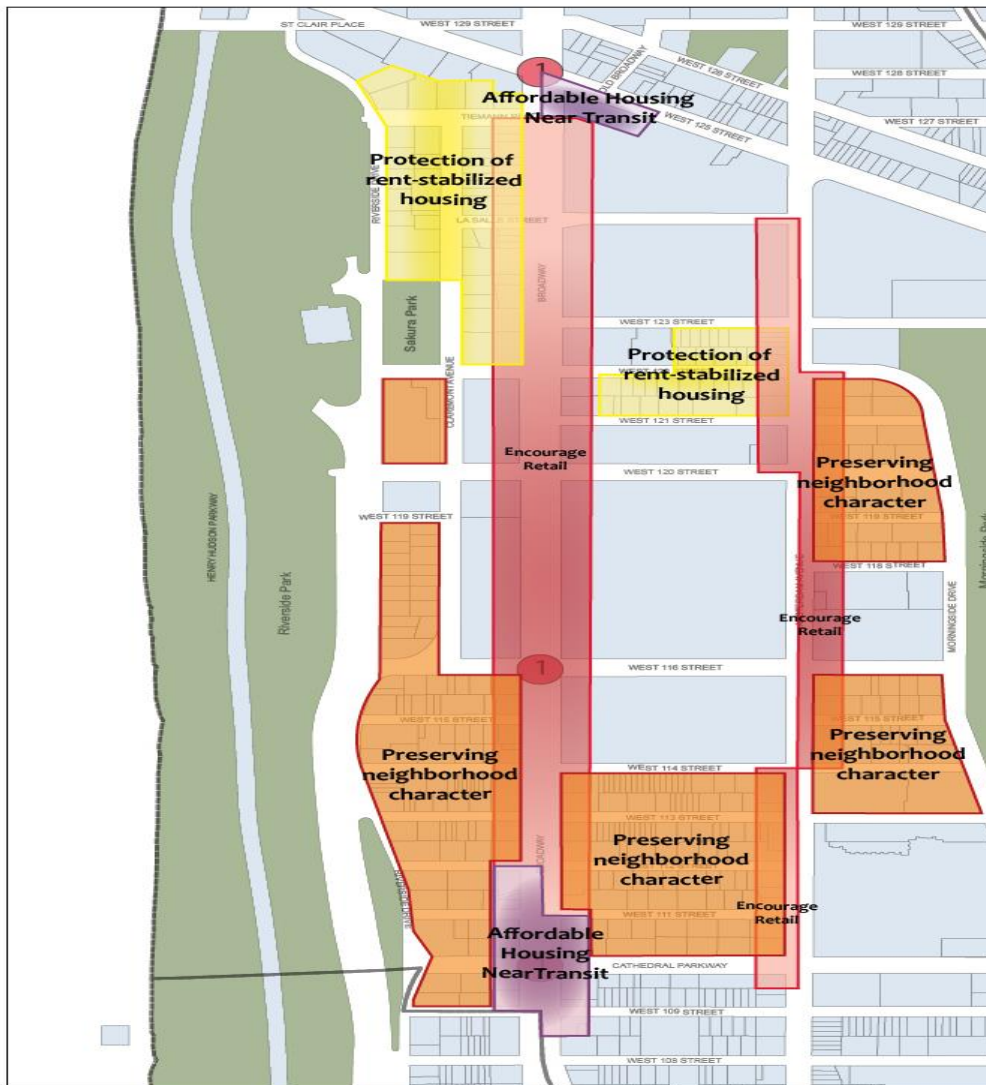 ST CLAIR PLACE
WEST 129 STREET
WEST 129 STREET
OLD BROADWAY
WEST 128 STREET
WEST 127 STREET
1
Affordable Housing
Near Transit
WEST 125 STREET
TIEMANN
Protection of
rent-stabilized
housing
RIVERSIDE DRIVE
LA SALLE STREET
BROADWAY
Sakura Park
CLAREMONT AVENUE
WEST 123 STREET
Protection of
rent-stabilized
housing
WEST 121 STREET
Encourage
Retail
WEST 120 STREET
Preserving
neighborhood
character
WEST 119 STREET
WEST 119 STREET
HENRY HUDSON PARKWAY
Riverside Park
WEST 118 STREET
Morningside Park
MORNINGSIDE DRIVE
Encourage
Retail
1
WEST 116 STREET
WEST 115 STREET
WEST 115 STREET
Preserving
neighborhood
character
Preserving
neighborhood
character
WEST 114 STREET
WEST 113 STREET
Preserving
neighborhood
character
BROADWAY
RIVERSIDE DRIVE
WEST 111 STREET
Encourage
Retail
Affordable
Housing
NearTransit
CATHEDRAL PARKWAY
WEST 109 STREET
WEST 108 STREET